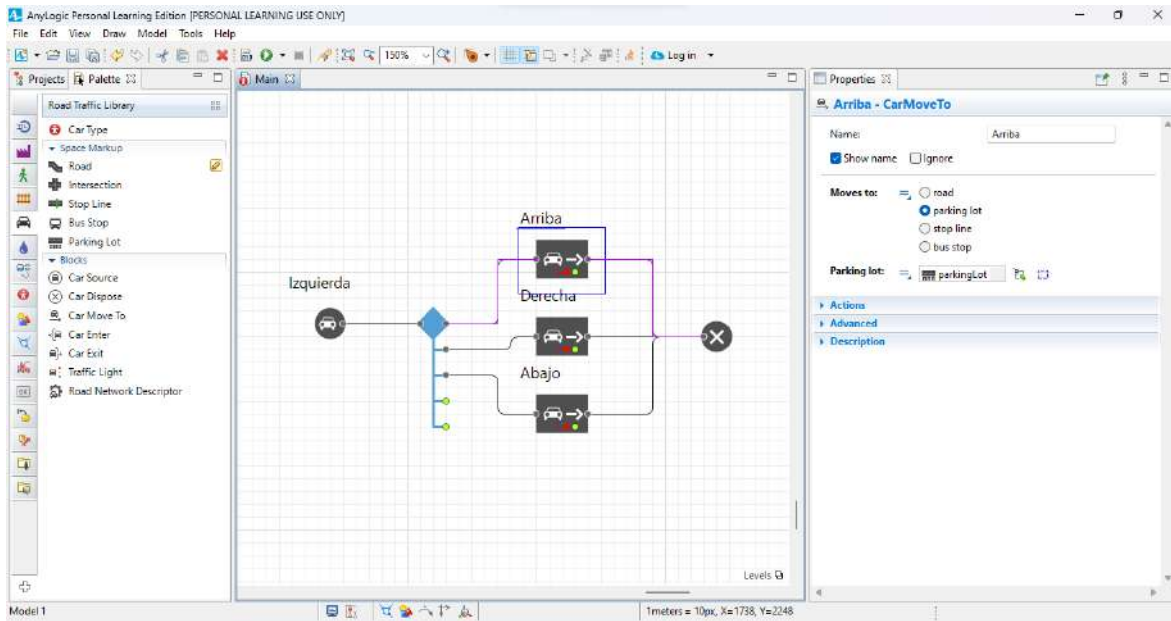 AnyLogic Personal Learning Edition [PERSONAL LEARNING USE ONLY]
File Edit View Draw Model Tools Help
150%
Log in
Projects Palette
Main
Properties
Road Traffic Library
Car Type
Space Markup
Road
Intersection
Stop Line
Bus Stop
Parking Lot
Blocks
Car Source
Car Dispose
Car Move To
Car Enter
Car Exit
Traffic Light
Road Network Descriptor
Izquierda
Arriba
Derecha
Abajo
Levels
Arriba - CarMoveTo
Name: Arriba
Show name Ignore
Moves to: road
parking lot
stop line
bus stop
Parking lot: parkingLot
Actions
Advanced
Description
Model 1
1meters = 10px, X=1738, Y=2248